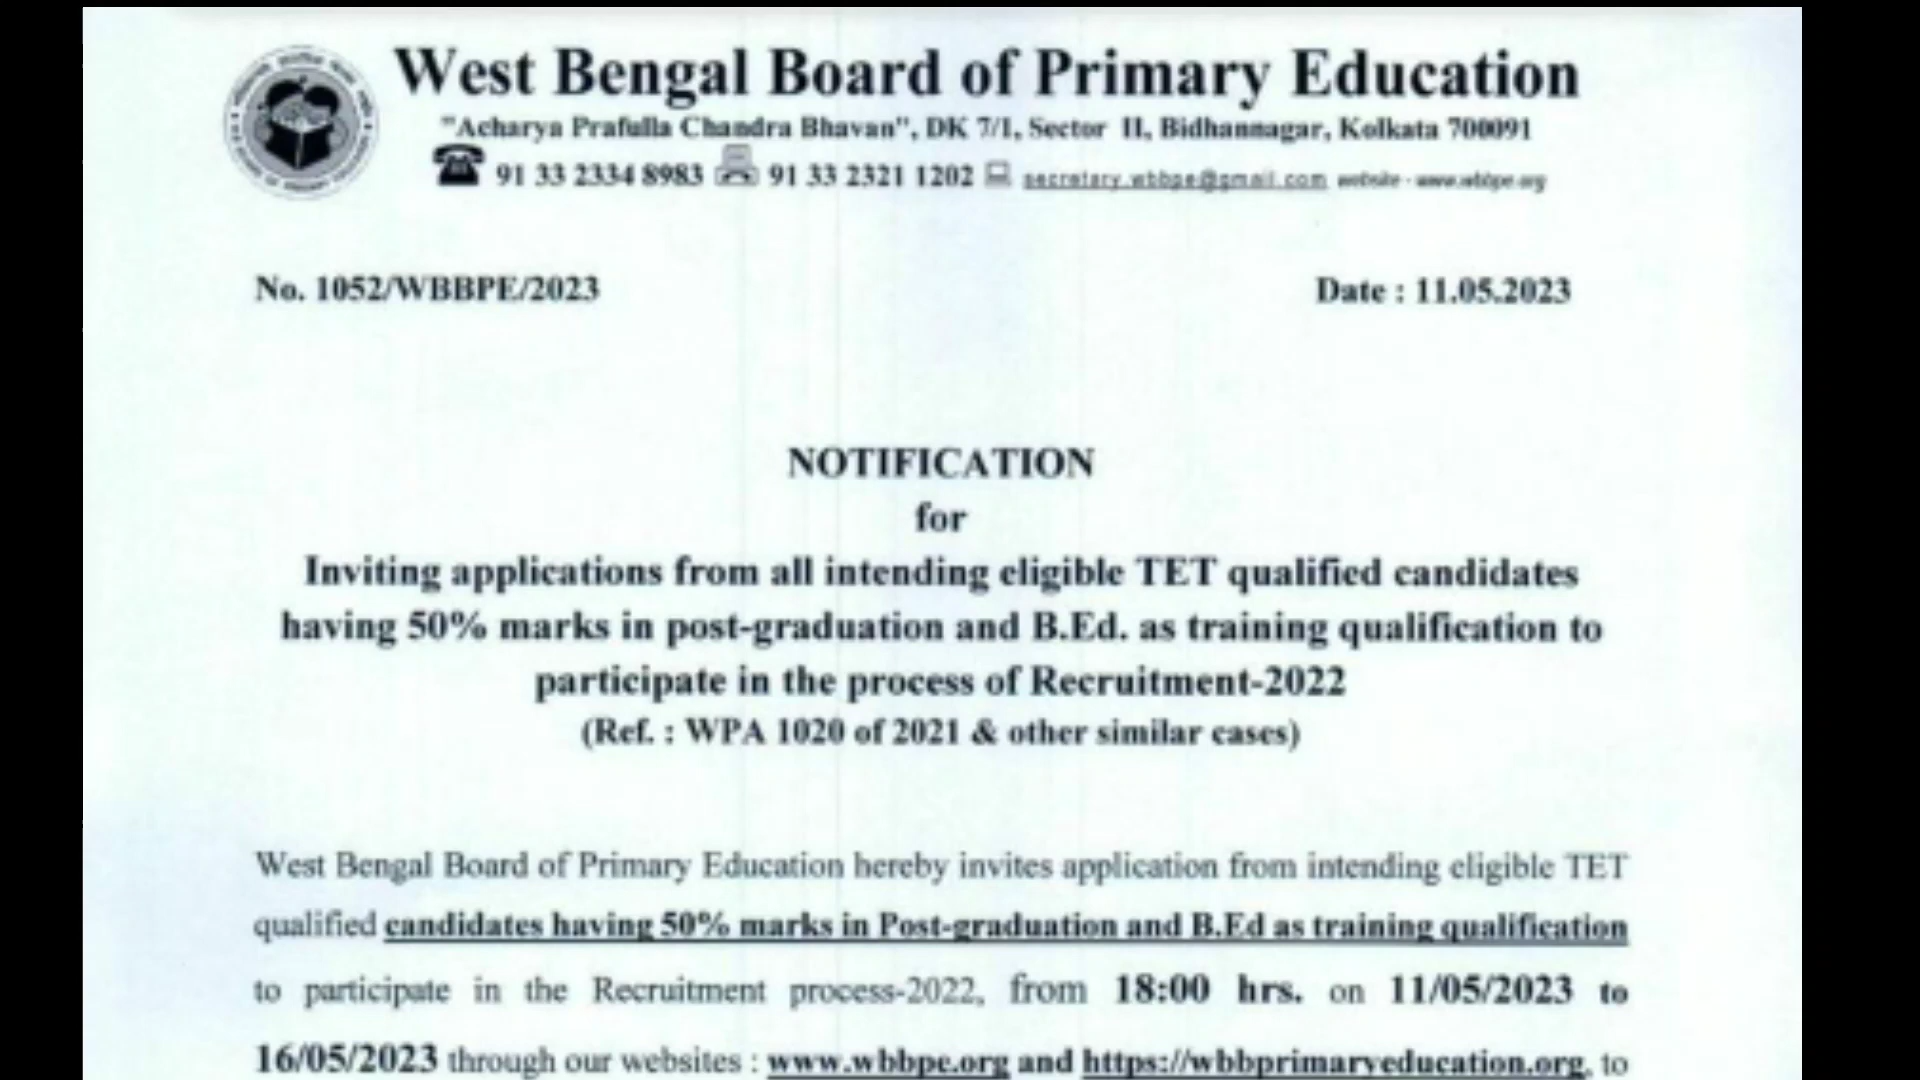 West Bengal Board of Primary Education
"Acharya Prafulla Chandra Bhavan", DK 7/1, Sector II, Bidhannagar, Kolkata 700091
91 33 2334 8983 91 33 2321 1202 secretary.wbbpe@gmail.com website - www.wbbpe.org
No. 1052/WBBPE/2023 Date : 11.05.2023
NOTIFICATION
for
Inviting applications from all intending eligible TET qualified candidates
having 50% marks in post-graduation and B.Ed. as training qualification to
participate in the process of Recruitment-2022
(Ref. : WPA 1020 of 2021 & other similar cases)
West Bengal Board of Primary Education hereby invites application from intending eligible TET
qualified candidates having 50% marks in Post-graduation and B.Ed as training qualification
to participate in the Recruitment process-2022, from 18:00 hrs. on 11/05/2023 to
16/05/2023 through our websites : www.wbbpe.org and https://wbbprimaryeducation.org, to